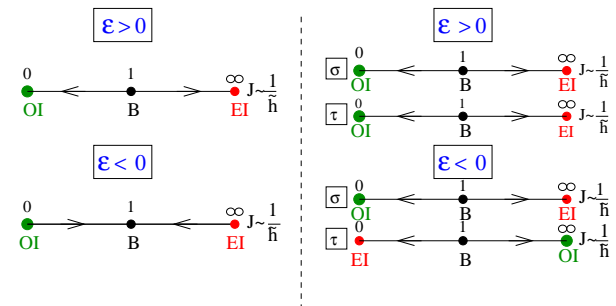 ε>0
0 1 ∞ J~1/h̃
OI B EI
ε<0
0 1 ∞ J~1/h̃
OI B EI
ε>0
σ 0 1 ∞ J~1/h̃
OI B EI
τ 0 1 ∞ J~1/h̃
OI B EI
ε<0
σ 0 1 ∞ J~1/h̃
OI B EI
τ 0 1 ∞ J~1/h̃
EI B OI